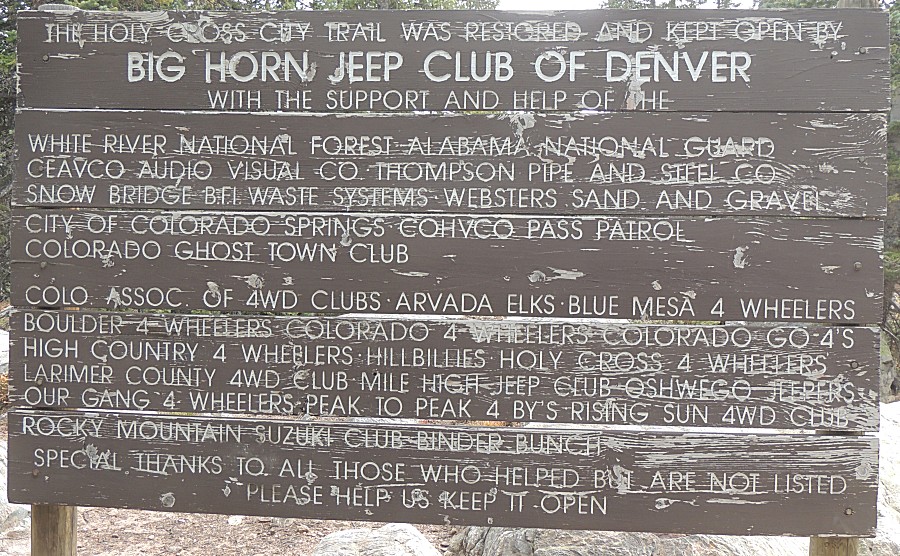 THE HOLY CROSS CITY TRAIL WAS RESTORED AND KEPT OPEN BY
BIG HORN JEEP CLUB OF DENVER
WITH THE SUPPORT AND HELP OF THE
WHITE RIVER NATIONAL FOREST·ALABAMA NATIONAL GUARD
CEAVCO AUDIO VISUAL CO. THOMPSON PIPE AND STEEL CO
SNOW BRIDGE B.F.I. WASTE SYSTEMS·WEBSTERS SAND AND GRAVEL
CITY OF COLORADO SPRINGS COHVCO PASS PATROL
COLORADO GHOST TOWN CLUB
COLO. ASSOC. OF 4WD CLUBS·ARVADA ELKS·BLUE MESA 4 WHEELERS
BOULDER 4-WHEELERS COLORADO 4 WHEELERS COLORADO GO 4'S
HIGH COUNTRY 4 WHEELERS·HILLBILLIES HOLY CROSS 4 WHEELERS
LARIMER COUNTY 4WD CLUB·MILE HIGH JEEP CLUB·OSHWEGO JEEPERS
OUR GANG 4 WHEELERS·PEAK TO PEAK 4 BY'S RISING SUN 4WD CLUB
ROCKY MOUNTAIN SUZUKI CLUB·BINDER BUNCH
SPECIAL THANKS TO ALL THOSE WHO HELPED BUT ARE NOT LISTED
PLEASE HELP US KEEP IT OPEN